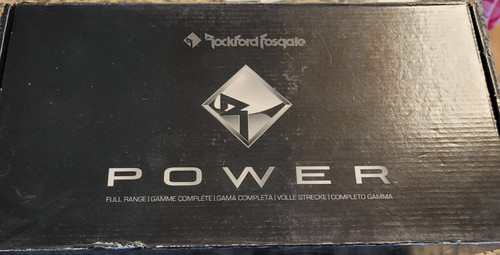 Rockford Fosgate
POWER
FULL RANGE | GAMME COMPLÈTE | GAMA COMPLETA | VOLLE STRECKE | COMPLETO GAMMA